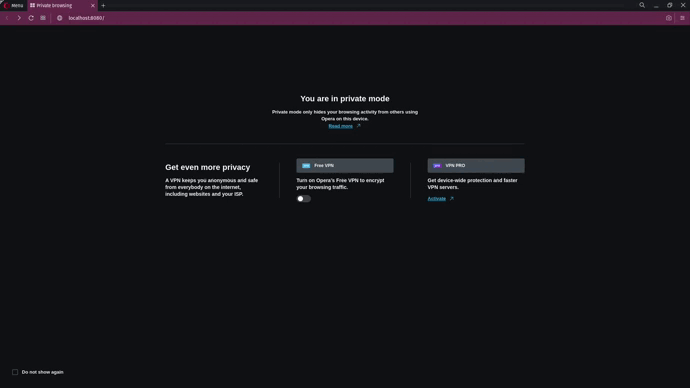 Menu
Private browsing
localhost:8080/
You are in private mode
Private mode only hides your browsing activity from others using
Opera on this device.
Read more
Get even more privacy
A VPN keeps you anonymous and safe
from everybody on the internet,
including websites and your ISP.
VPN
Free VPN
Turn on Opera's Free VPN to encrypt
your browsing traffic.
VPN
VPN PRO
Get device-wide protection and faster
VPN servers.
Activate
Do not show again